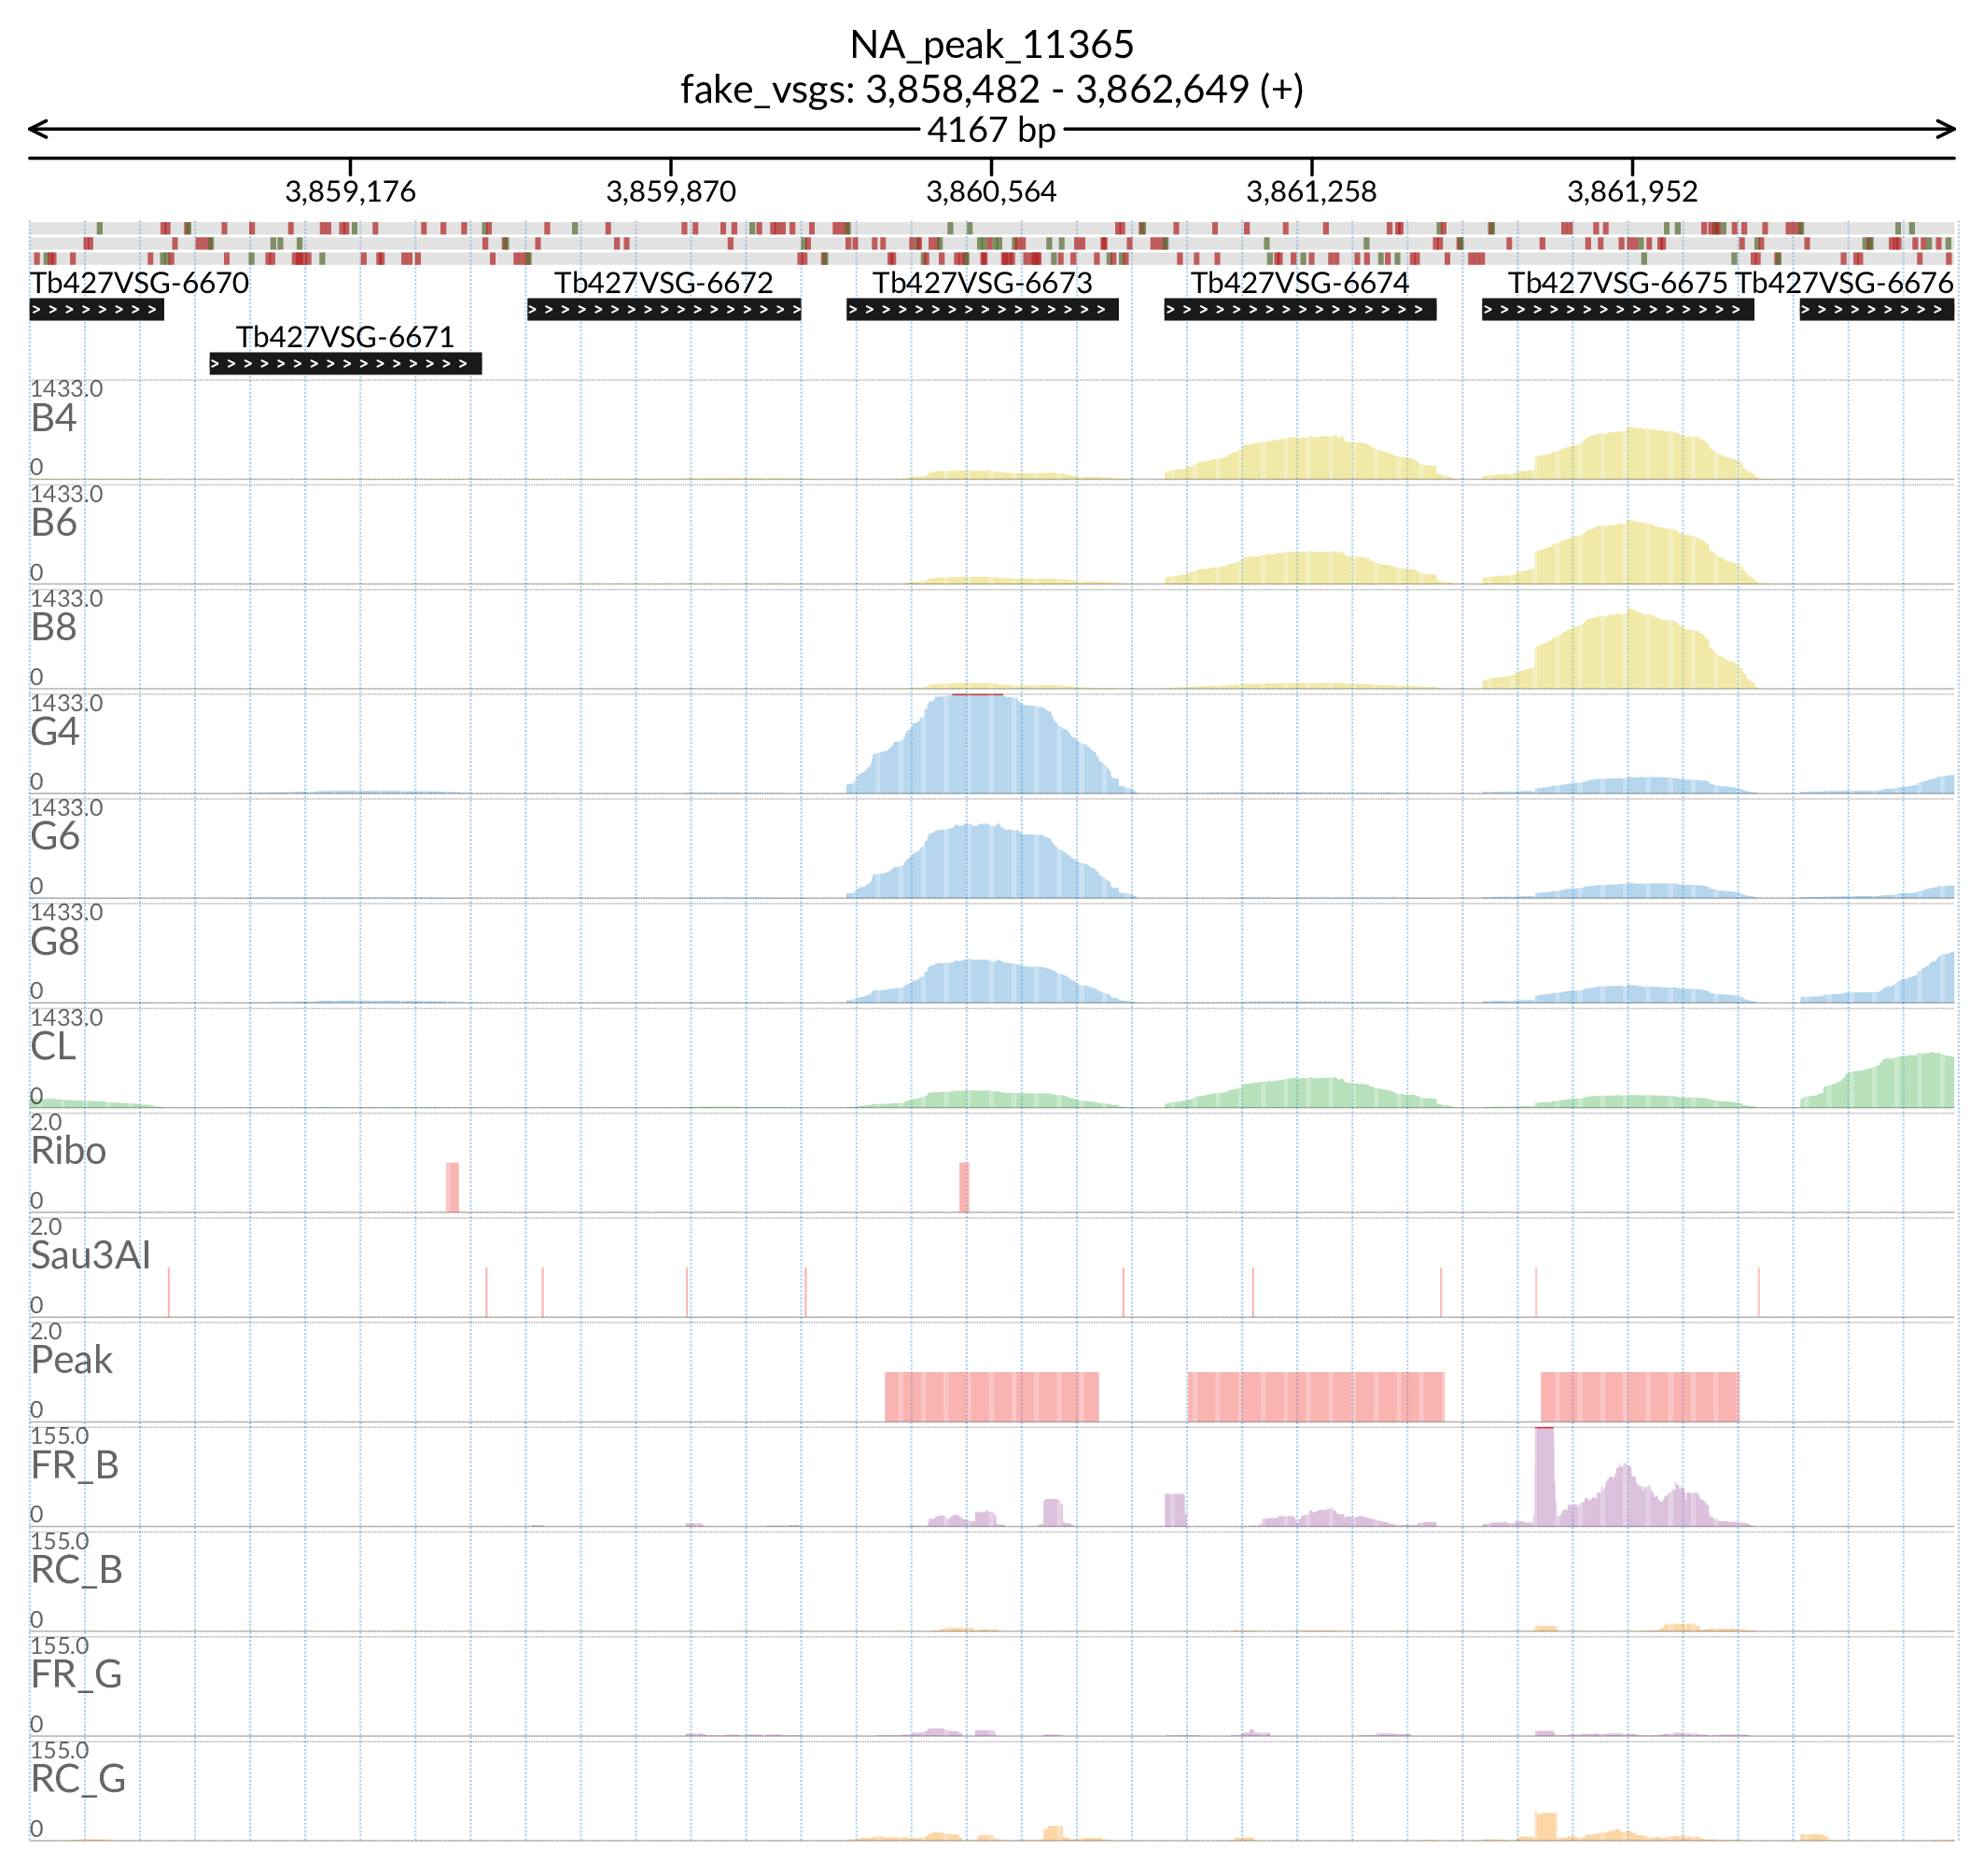 NA_peak_11365
fake_vsgs: 3,858,482 - 3,862,649 (+)
4167 bp
3,859,176 3,859,870 3,860,564 3,861,258 3,861,952
Tb427VSG-6670 Tb427VSG-6672 Tb427VSG-6673 Tb427VSG-6674 Tb427VSG-6675 Tb427VSG-6676
Tb427VSG-6671
1433.0
B4
0
1433.0
B6
0
1433.0
B8
0
1433.0
G4
0
1433.0
G6
0
1433.0
G8
0
1433.0
CL
0
2.0
Ribo
0
2.0
Sau3AI
0
2.0
Peak
0
155.0
FR_B
0
155.0
RC_B
0
155.0
FR_G
0
155.0
RC_G
0